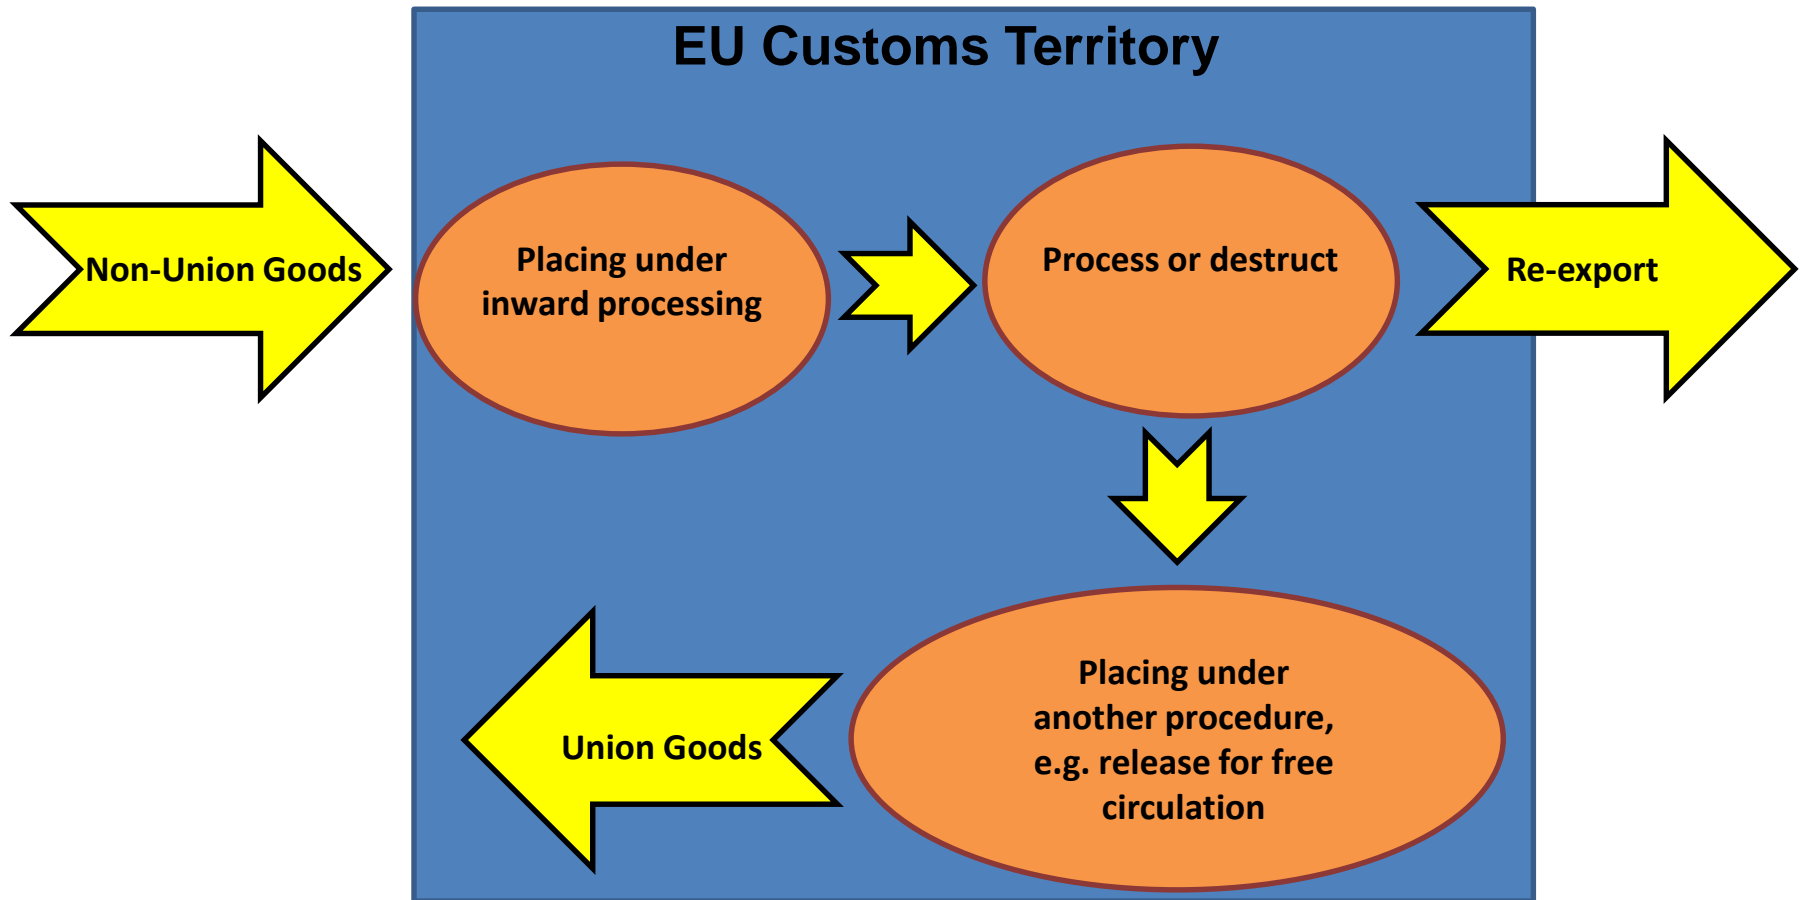 EU Customs Territory
Non-Union Goods
Placing under
inward processing
Process or destruct
Re-export
Placing under
another procedure,
e.g. release for free
circulation
Union Goods